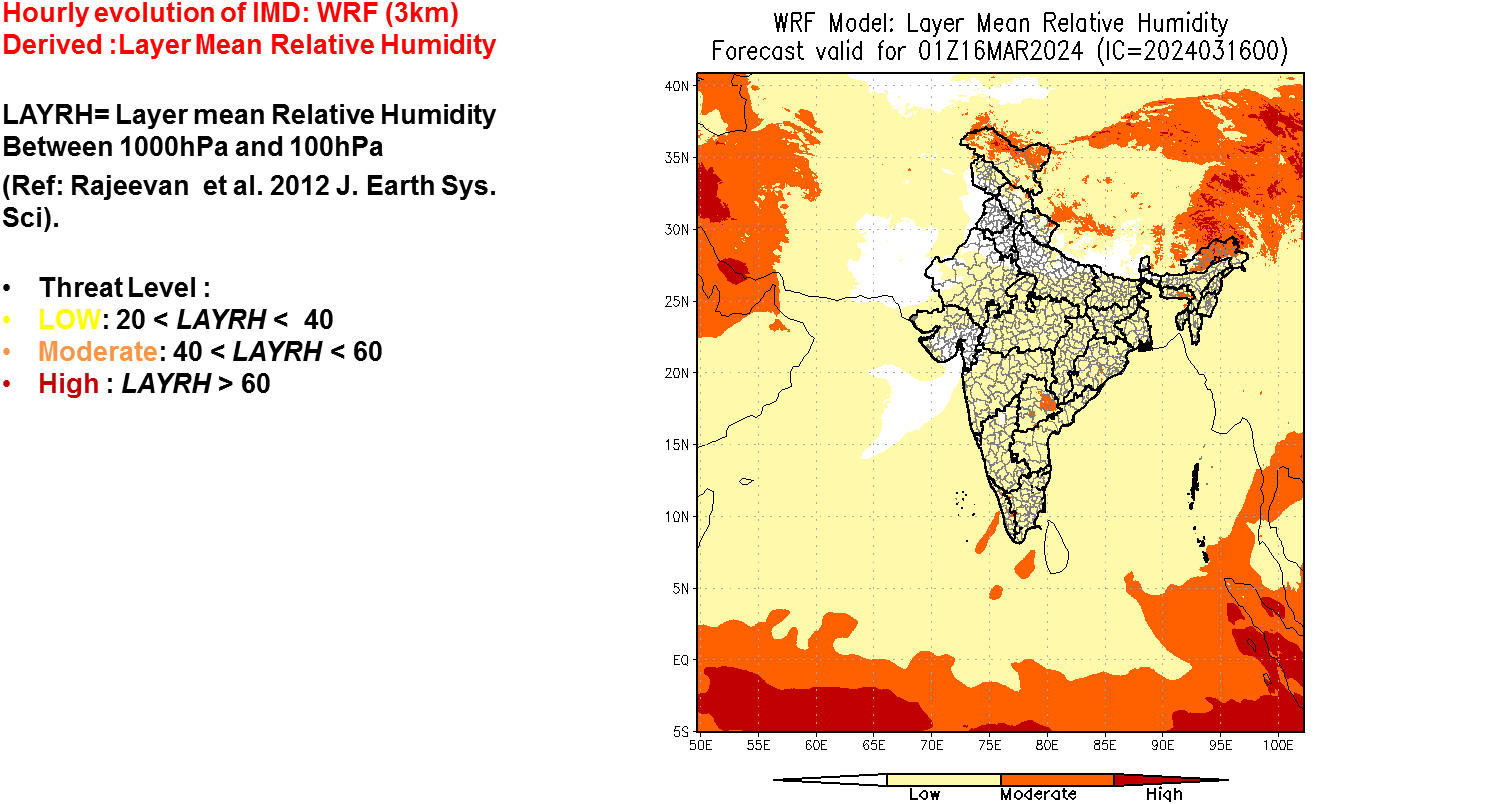 Hourly evolution of IMD: WRF (3km)
Derived :Layer Mean Relative Humidity
LAYRH= Layer mean Relative Humidity
Between 1000hPa and 100hPa
(Ref: Rajeevan et al. 2012 J. Earth Sys.
Sci).
• Threat Level :
• LOW: 20 < LAYRH < 40
• Moderate: 40 < LAYRH < 60
• High : LAYRH > 60
WRF Model: Layer Mean Relative Humidity
Forecast valid for 01Z16MAR2024 (IC=2024031600)
40N
35N
30N
25N
20N
15N
10N
5N
EQ
5S
50E 55E 60E 65E 70E 75E 80E 85E 90E 95E 100E
Low Moderate High